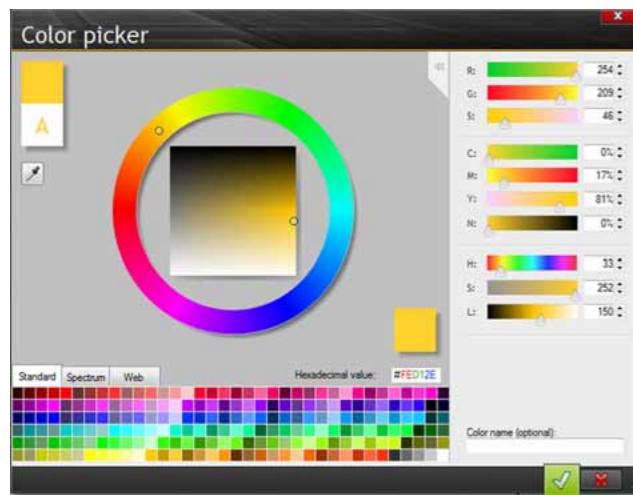 Color picker
A
R: 254
G: 209
S: 46
C: 0%
M: 17%
Y: 81%
N: 0%
H: 33
S: 252
L: 150
Standard Spectrum Web
Hexadecimal value: #FED12E
Color name (optional):